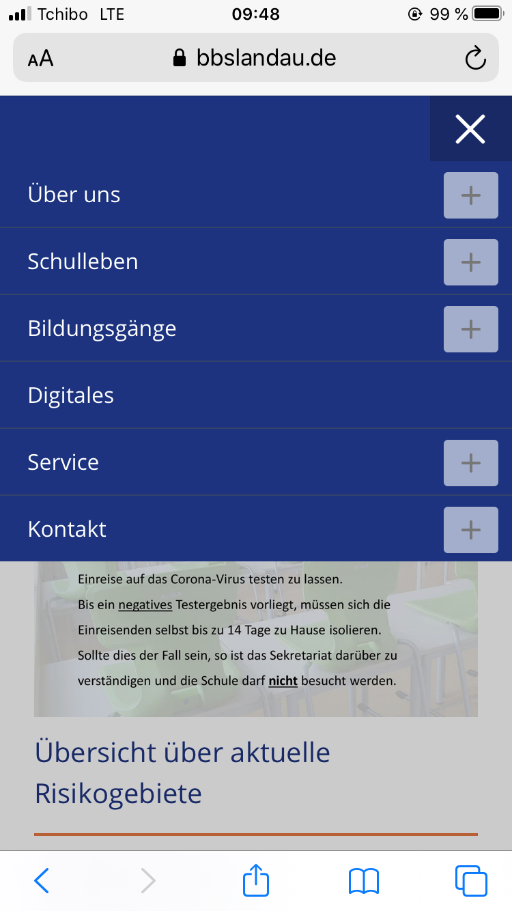 Tchibo LTE 09:48 99 %
AA bbslandau.de
Über uns
Schulleben
Bildungsgänge
Digitales
Service
Kontakt
Einreise auf das Corona-Virus testen zu lassen.
Bis ein negatives Testergebnis vorliegt, müssen sich die
Einreisenden selbst bis zu 14 Tage zu Hause isolieren.
Sollte dies der Fall sein, so ist das Sekretariat darüber zu
verständigen und die Schule darf nicht besucht werden.
Übersicht über aktuelle
Risikogebiete